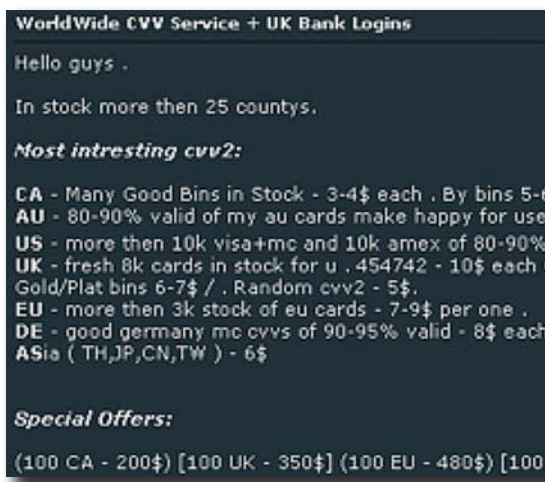 WorldWide CVV Service + UK Bank Logins
Hello guys .
In stock more then 25 countys.
Most intresting cvv2:
CA - Many Good Bins in Stock - 3-4$ each . By bins 5-6
AU - 80-90% valid of my au cards make happy for use
US - more then 10k visa+mc and 10k amex of 80-90%
UK - fresh 8k cards in stock for u . 454742 - 10$ each
Gold/Plat bins 6-7$ / . Random cvv2 - 5$.
EU - more then 3k stock of eu cards - 7-9$ per one .
DE - good germany mc cvvs of 90-95% valid - 8$ each
ASia ( TH,JP,CN,TW ) - 6$
Special Offers:
(100 CA - 200$) [100 UK - 350$] (100 EU - 480$) [100